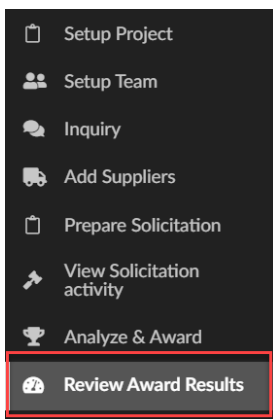 Setup Project
Setup Team
Inquiry
Add Suppliers
Prepare Solicitation
View Solicitation
activity
Analyze & Award
Review Award Results